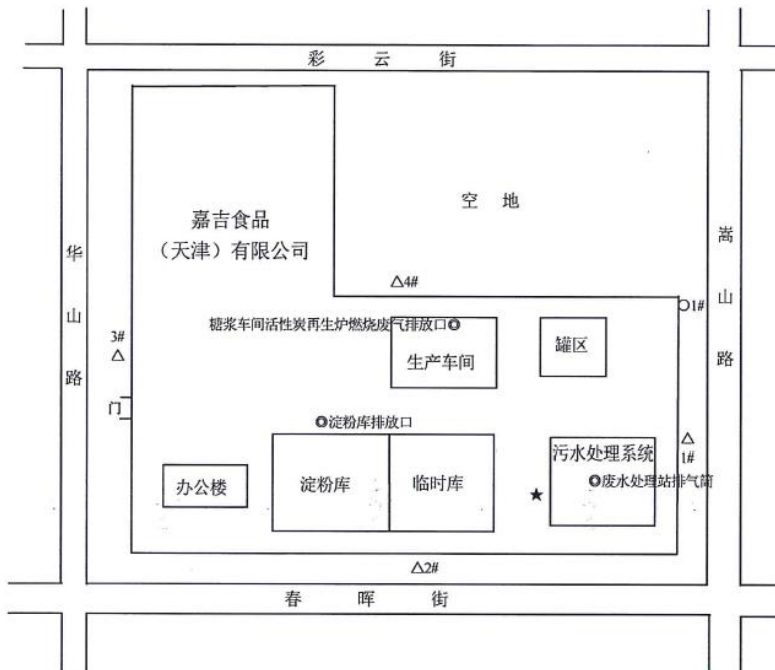 彩云街
空地
嘉吉食品
（天津）有限公司
华山路
嵩山路
△4#
○1#
糖浆车间活性炭再生炉燃烧废气排放口◎
3#
△
生产车间
罐区
门
◎淀粉库排放口
△
1#
污水处理系统
◎废水处理站排气筒
办公楼
淀粉库
临时库
★
△2#
春晖街